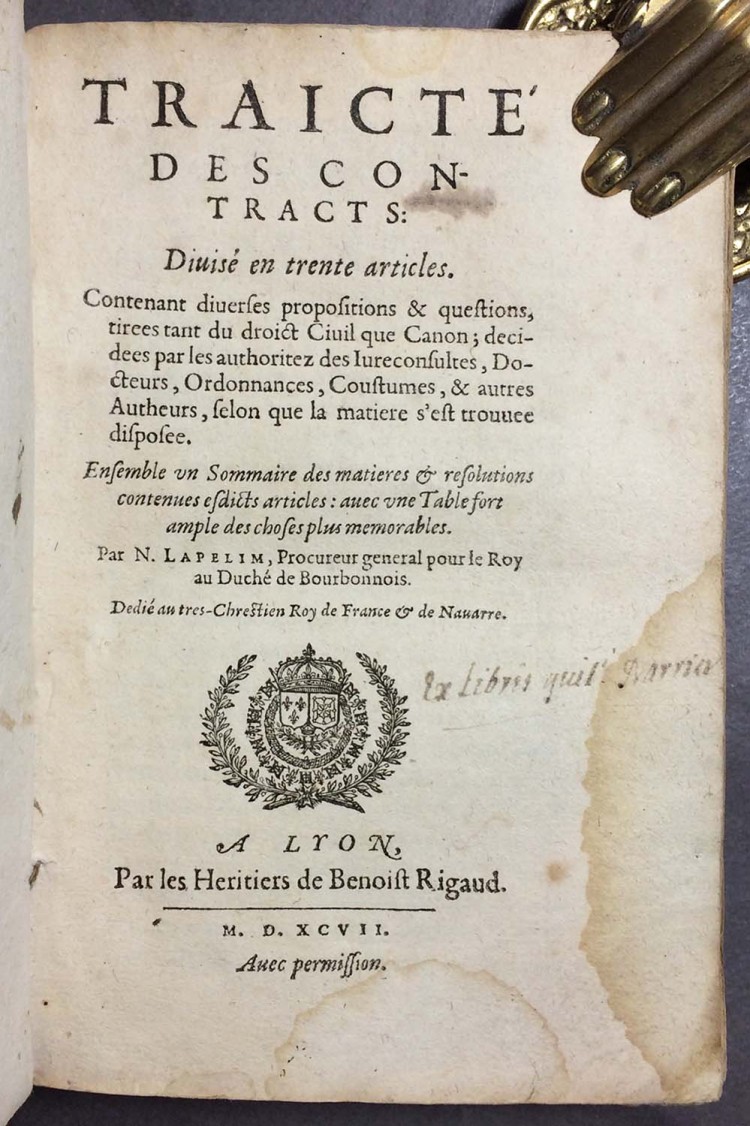 TRAICTÉ
DES CON-
TRACTS:
Diuisé en trente articles.
Contenant diuerſes propoſitions & queſtions,
tirees tant du droict Ciuil que Canon; deci-
dees par les authoritez des Iureconſultes, Do-
cteurs, Ordonnances, Couſtumes, & autres
Autheurs, ſelon que la matiere s'eſt trouuee
diſpoſee.
Enſemble vn Sommaire des matieres & reſolutions
contenues eſdicts articles: auec vne Table fort
ample des choſes plus memorables.
Par N. LAPELIM, Procureur general pour le Roy
au Duché de Bourbonnois.
Dedié au tres-Chreſtien Roy de France & de Nauarre.
Ex Libris
A LYON,
Par les Heritiers de Benoiſt Rigaud.
M. D. XCVII.
Auec permiſſion.